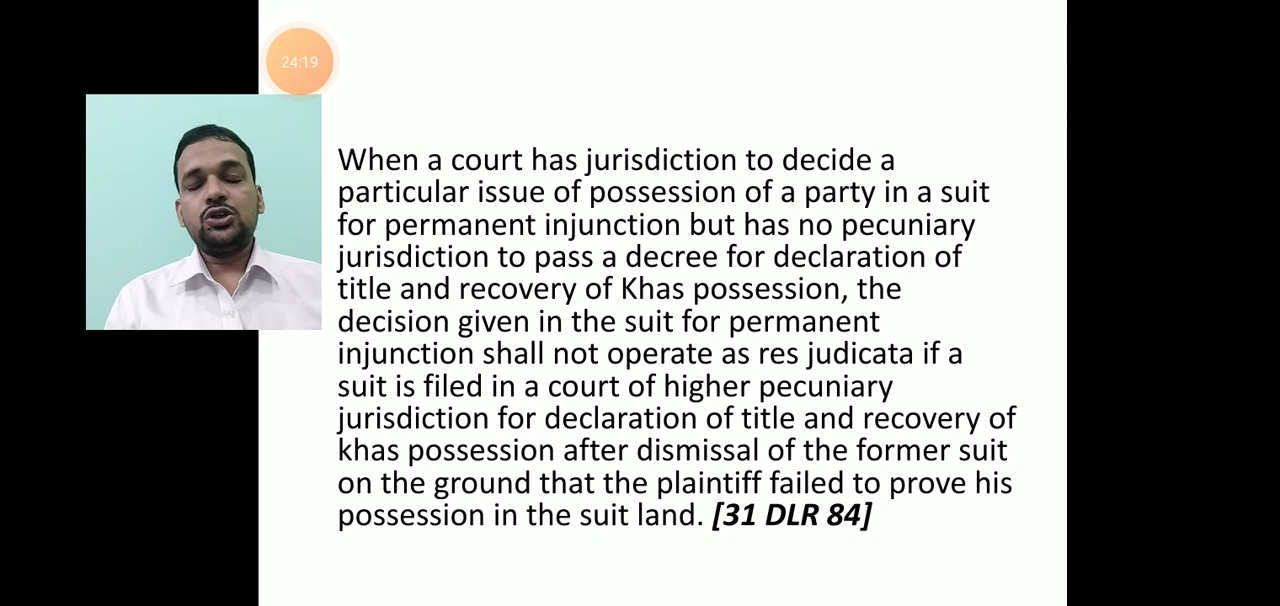 24:19
When a court has jurisdiction to decide a
particular issue of possession of a party in a suit
for permanent injunction but has no pecuniary
jurisdiction to pass a decree for declaration of
title and recovery of Khas possession, the
decision given in the suit for permanent
injunction shall not operate as res judicata if a
suit is filed in a court of higher pecuniary
jurisdiction for declaration of title and recovery of
khas possession after dismissal of the former suit
on the ground that the plaintiff failed to prove his
possession in the suit land. [31 DLR 84]